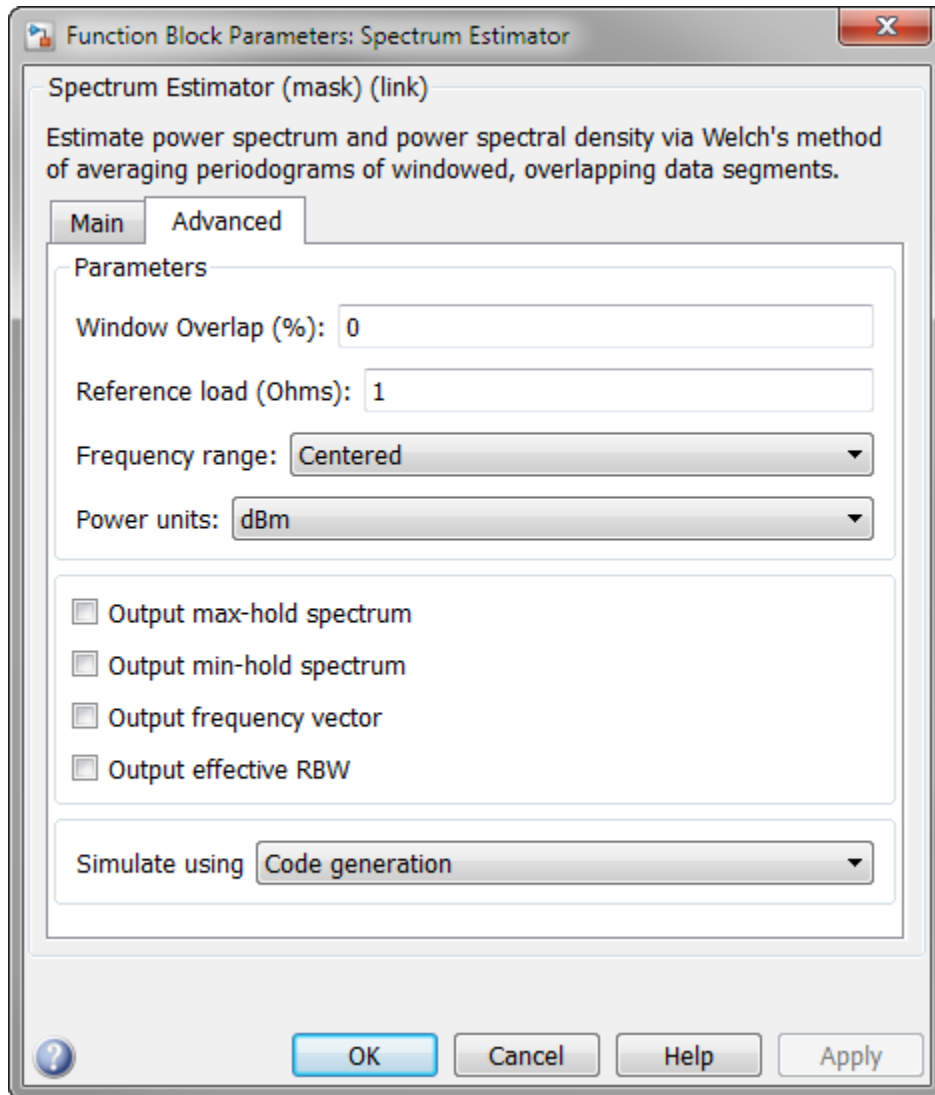 Function Block Parameters: Spectrum Estimator
Spectrum Estimator (mask) (link)
Estimate power spectrum and power spectral density via Welch's method
of averaging periodograms of windowed, overlapping data segments.
Main Advanced
Parameters
Window Overlap (%): 0
Reference load (Ohms): 1
Frequency range: Centered
Power units: dBm
Output max-hold spectrum
Output min-hold spectrum
Output frequency vector
Output effective RBW
Simulate using Code generation
OK Cancel Help Apply